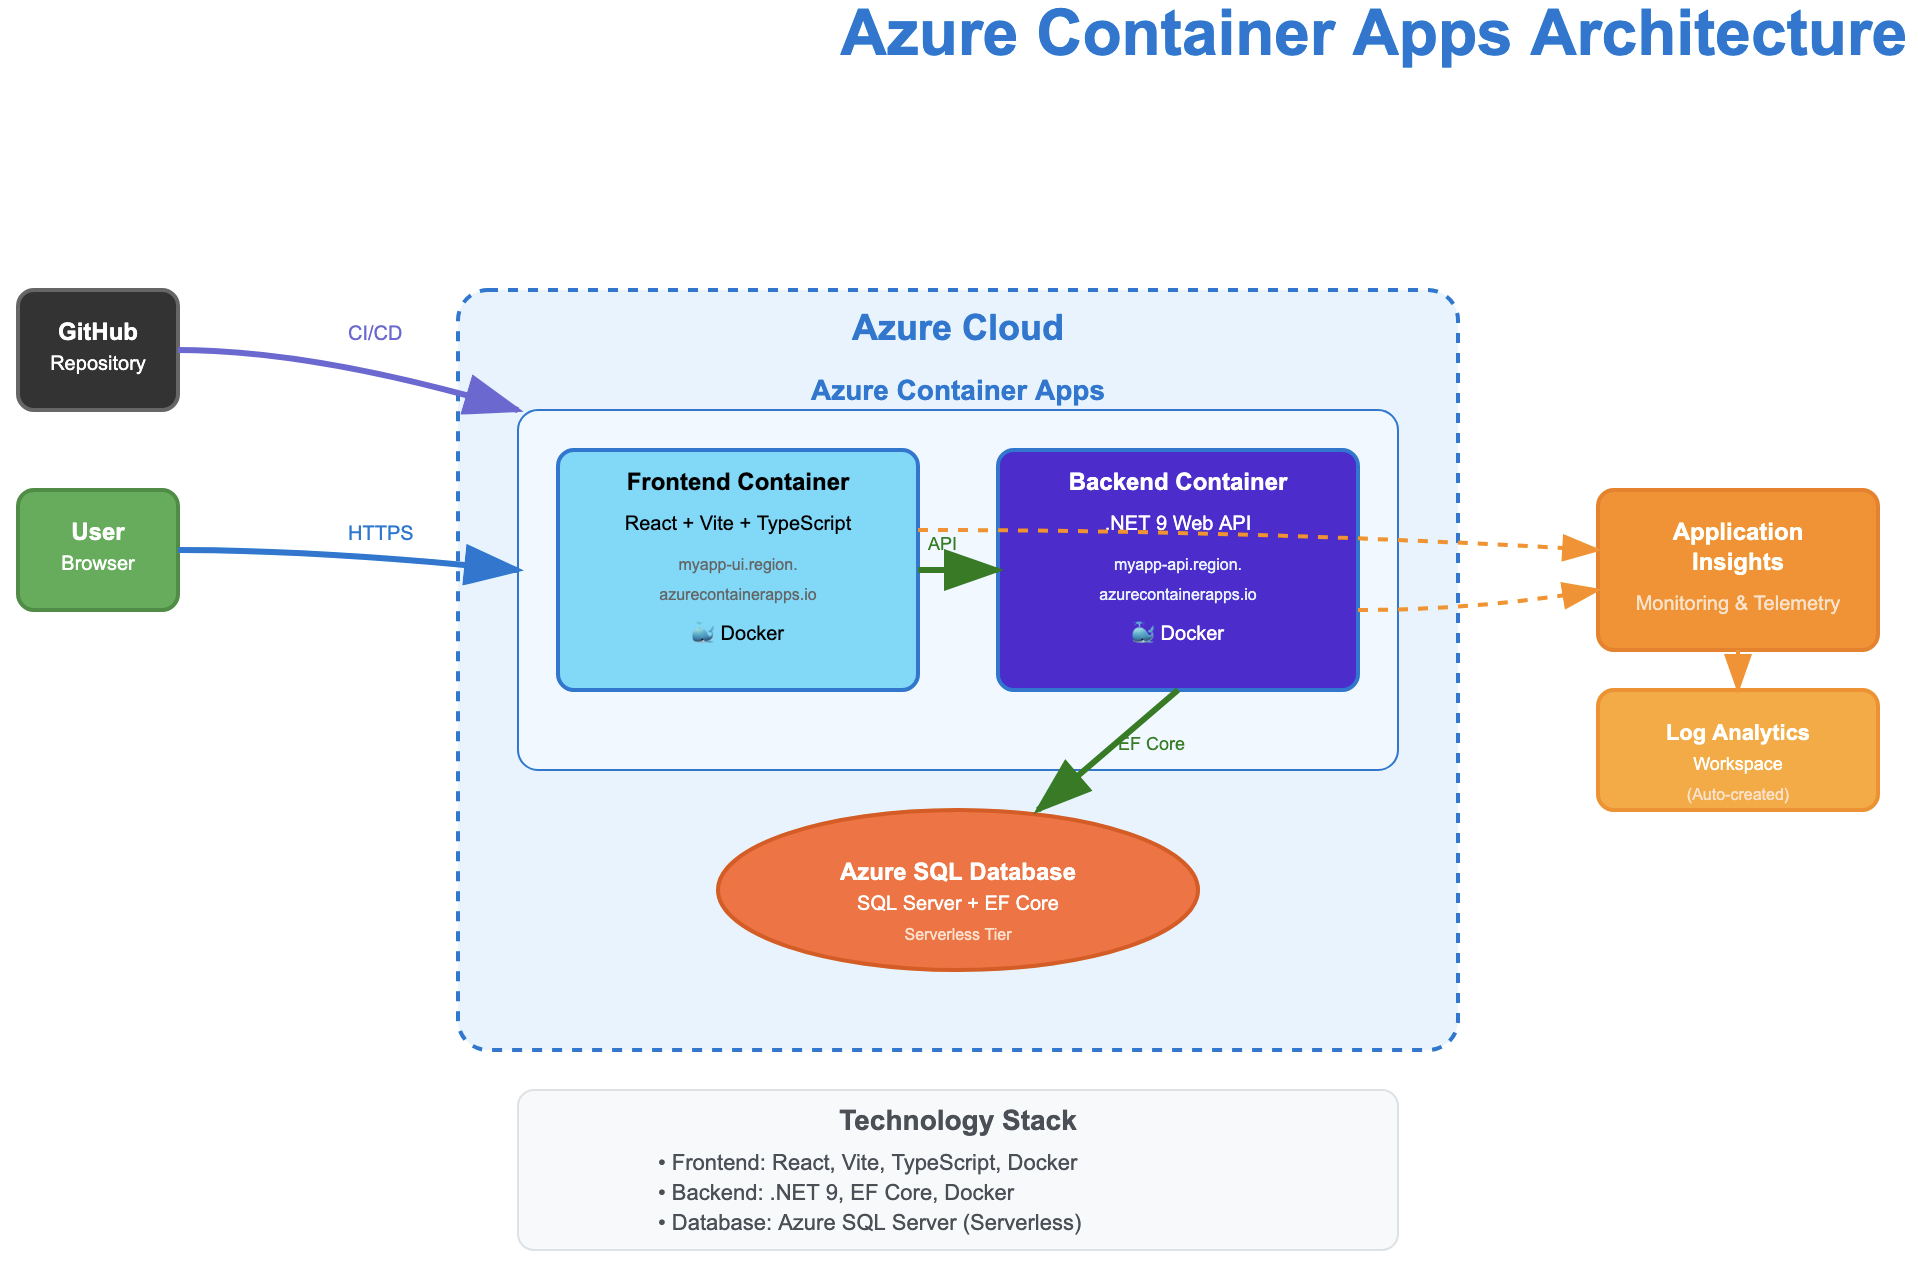 Azure Container Apps Architecture
GitHub
Repository
CI/CD
User
Browser
HTTPS
Azure Cloud
Azure Container Apps
Frontend Container
React + Vite + TypeScript
myapp-ui.region.
azurecontainerapps.io
🐳 Docker
API
Backend Container
.NET 9 Web API
myapp-api.region.
azurecontainerapps.io
🐳 Docker
EF Core
Azure SQL Database
SQL Server + EF Core
Serverless Tier
Application
Insights
Monitoring & Telemetry
Log Analytics
Workspace
(Auto-created)
Technology Stack
• Frontend: React, Vite, TypeScript, Docker
• Backend: .NET 9, EF Core, Docker
• Database: Azure SQL Server (Serverless)